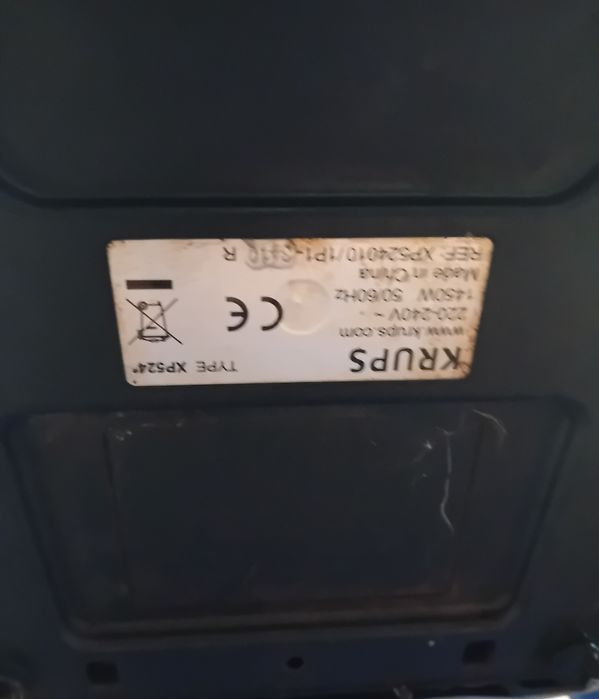 KRUPS TYPE XP524*
www.krups.com
220-240V ~
1450W 50/60Hz CE
Made in China
REF: XP524010/1P1- R